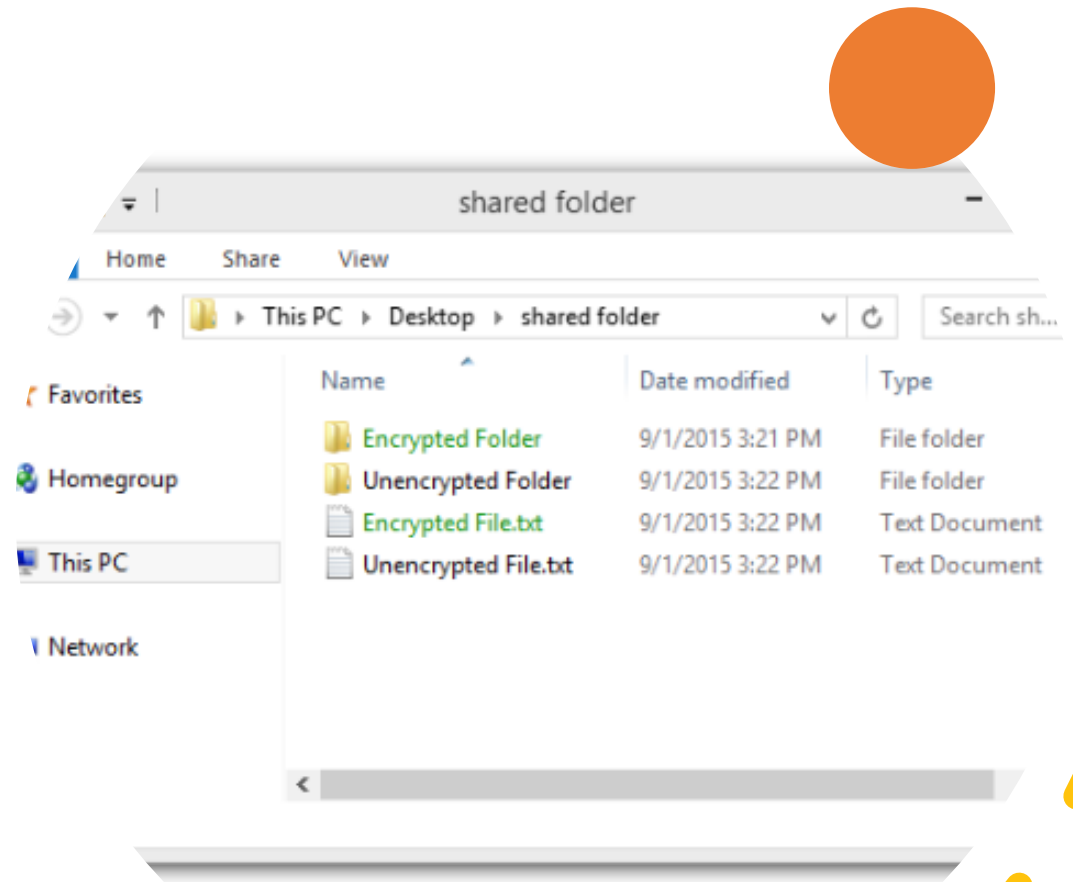 shared folder
Home Share View
This PC Desktop shared folder Search sh...
Name Date modified Type
Favorites
Encrypted Folder 9/1/2015 3:21 PM File folder
Homegroup
Unencrypted Folder 9/1/2015 3:22 PM File folder
Encrypted File.txt 9/1/2015 3:22 PM Text Document
This PC
Unencrypted File.txt 9/1/2015 3:22 PM Text Document
Network